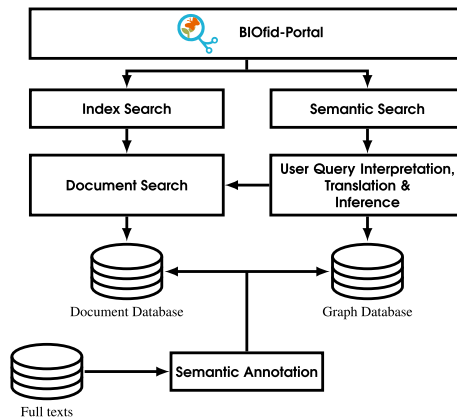 BIOfid-Portal
Index Search
Semantic Search
Document Search
User Query Interpretation,
Translation &
Inference
Document Database
Graph Database
Semantic Annotation
Full texts